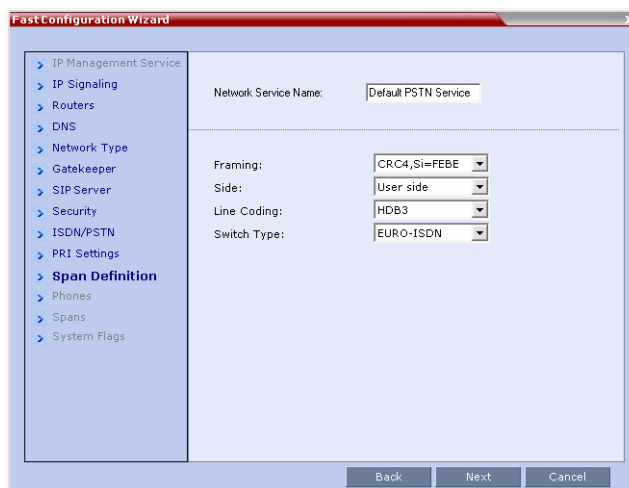 Fast Configuration Wizard
IP Management Service
IP Signaling
Routers
DNS
Network Type
Gatekeeper
SIP Server
Security
ISDN/PSTN
PRI Settings
Span Definition
Phones
Spans
System Flags
Network Service Name: Default PSTN Service
Framing: CRC4,Si=FEBE
Side: User side
Line Coding: HDB3
Switch Type: EURO-ISDN
Back Next Cancel